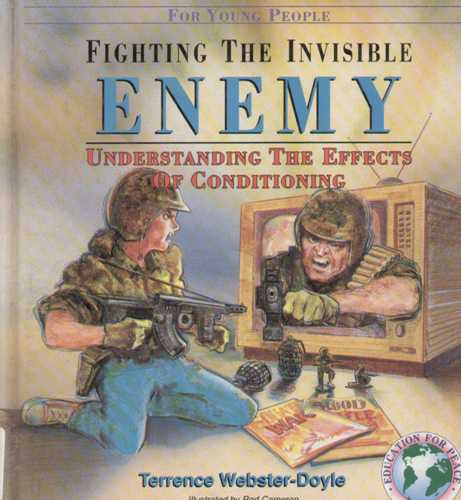 For Young People
Fighting The Invisible
ENEMY
Understanding The Effects
Of Conditioning
WAR
Terrence Webster-Doyle
Illustrated by Rod Cameron
• EDUCATION FOR PEACE •